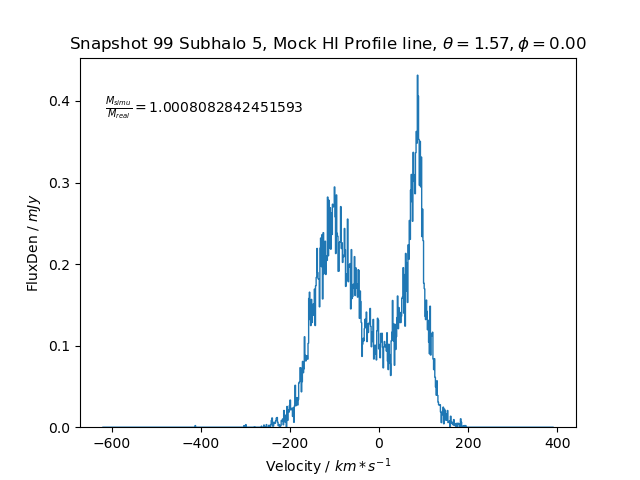 Snapshot 99 Subhalo 5, Mock HI Profile line, θ = 1.57, ϕ = 0.00
M_simu/M_real = 1.0008082842451593
FluxDen / mJy
0.4
0.3
0.2
0.1
0.0
−600 −400 −200 0 200 400
Velocity / km * s⁻¹